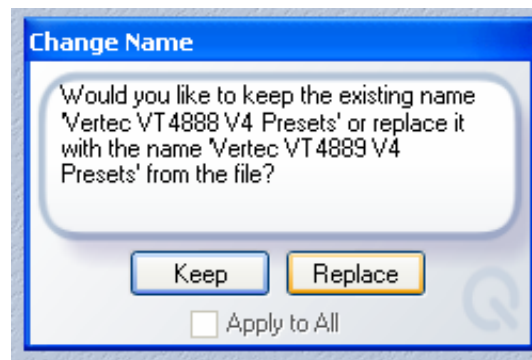 Change Name
Would you like to keep the existing name
'Vertec VT4888 V4 Presets' or replace it
with the name 'Vertec VT4889 V4
Presets' from the file?
Keep Replace
Apply to All